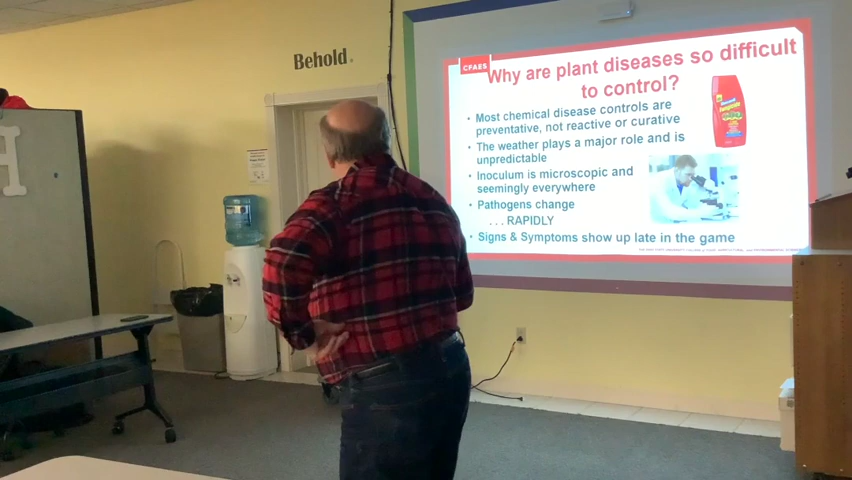 Behold.
CFAES
Why are plant diseases so difficult
to control?
• Most chemical disease controls are
preventative, not reactive or curative
• The weather plays a major role and is
unpredictable
• Inoculum is microscopic and
seemingly everywhere
• Pathogens change
. . . RAPIDLY
• Signs & Symptoms show up late in the game
H